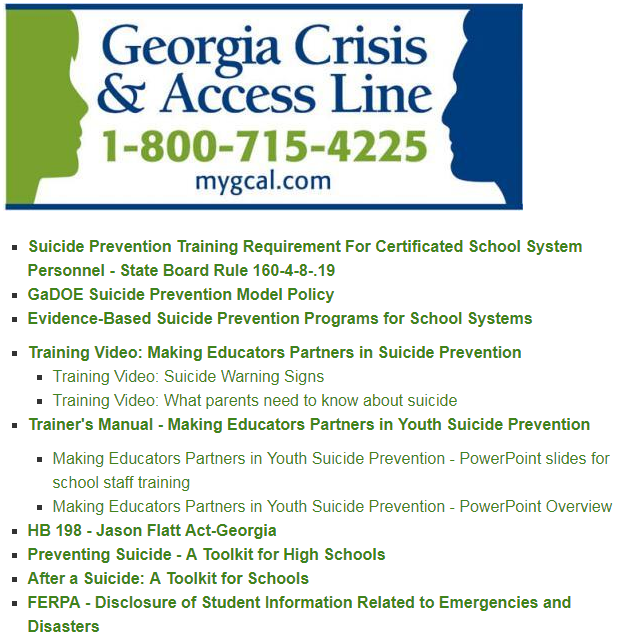 Georgia Crisis
& Access Line
1-800-715-4225
mygcal.com
Suicide Prevention Training Requirement For Certificated School System
Personnel - State Board Rule 160-4-8-.19
GaDOE Suicide Prevention Model Policy
Evidence-Based Suicide Prevention Programs for School Systems
Training Video: Making Educators Partners in Suicide Prevention
Training Video: Suicide Warning Signs
Training Video: What parents need to know about suicide
Trainer's Manual - Making Educators Partners in Youth Suicide Prevention
Making Educators Partners in Youth Suicide Prevention - PowerPoint slides for
school staff training
Making Educators Partners in Youth Suicide Prevention - PowerPoint Overview
HB 198 - Jason Flatt Act-Georgia
Preventing Suicide - A Toolkit for High Schools
After a Suicide: A Toolkit for Schools
FERPA - Disclosure of Student Information Related to Emergencies and
Disasters